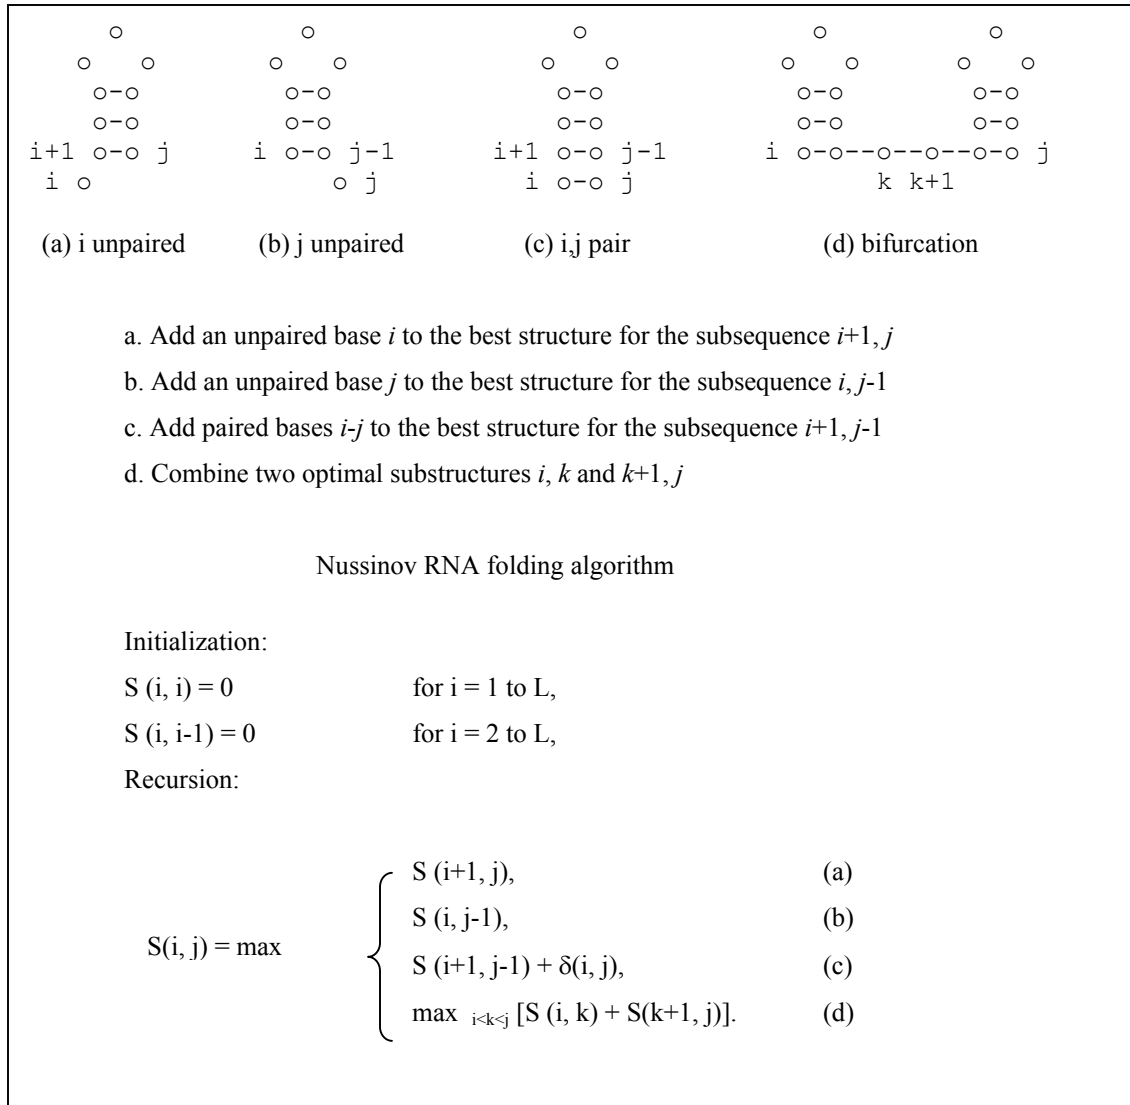 o o o o o
o o o o o o o o o o
o-o o-o o-o o-o o-o
o-o o-o o-o o-o o-o
i+1 o-o j i o-o j-1 i+1 o-o j-1 i o-o--o--o--o-o j
i o o j i o-o j k k+1
(a) i unpaired (b) j unpaired (c) i,j pair (d) bifurcation
a. Add an unpaired base i to the best structure for the subsequence i+1, j
b. Add an unpaired base j to the best structure for the subsequence i, j-1
c. Add paired bases i-j to the best structure for the subsequence i+1, j-1
d. Combine two optimal substructures i, k and k+1, j
Nussinov RNA folding algorithm
Initialization:
S (i, i) = 0 for i = 1 to L,
S (i, i-1) = 0 for i = 2 to L,
Recursion:
S (i+1, j), (a)
S (i, j-1), (b)
S(i, j) = max
S (i+1, j-1) + δ(i, j), (c)
max i<k<j [S (i, k) + S(k+1, j)]. (d)